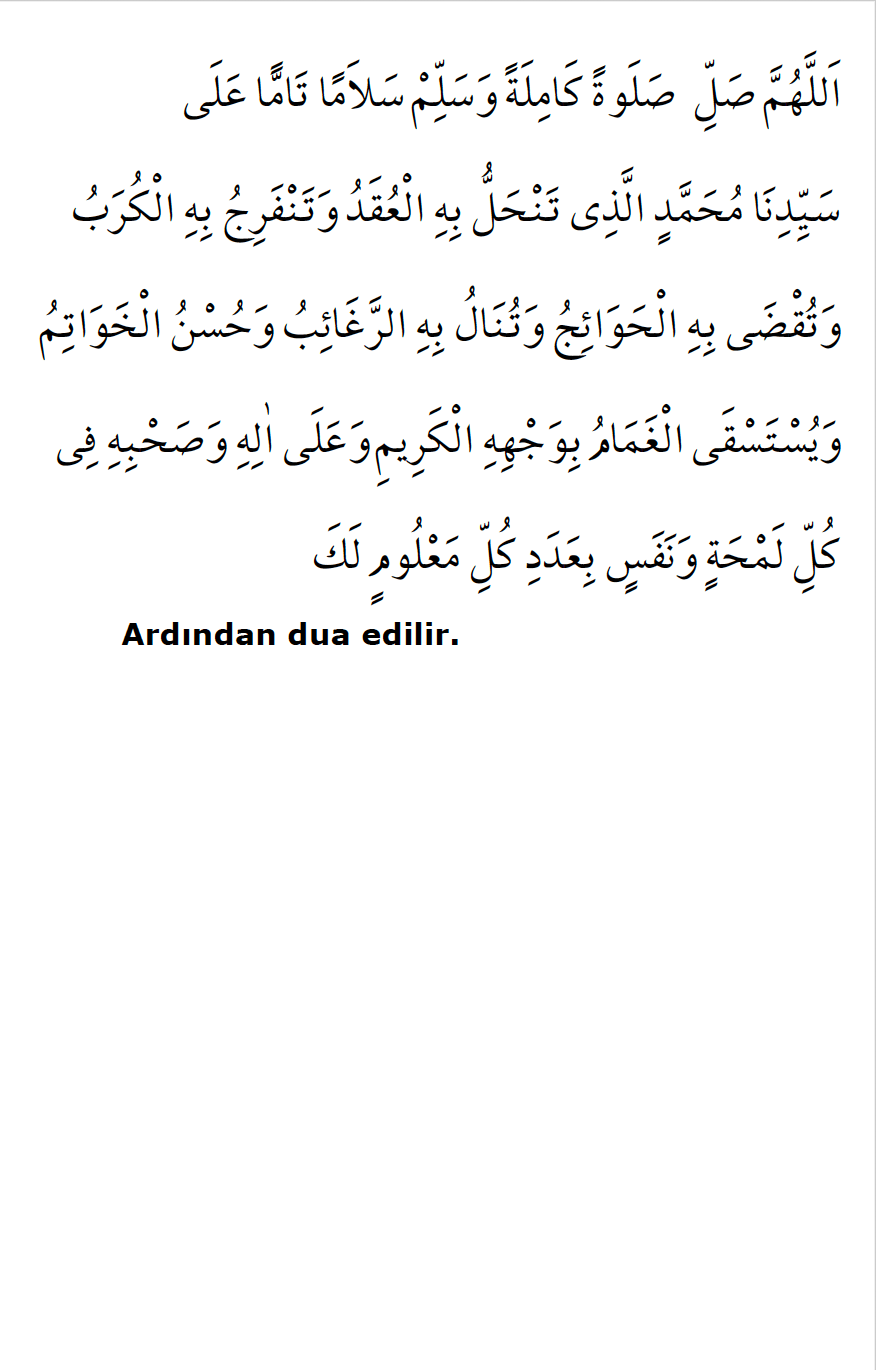 اَللَّهُمَّ صَلِّ صَلَوةً كَامِلَةً وَسَلِّمْ سَلاَمًا تَامًّا عَلَى
سَيِّدِنَا مُحَمَّدٍ الَّذِى تَنْحَلُّ بِهِ الْعُقَدُ وَتَنْفَرِجُ بِهِ الْكُرَبُ
وَتُقْضَى بِهِ الْحَوَائِجُ وَتُنَالُ بِهِ الرَّغَائِبُ وَحُسْنُ الْخَوَاتِمُ
وَيُسْتَسْقَى الْغَمَامُ بِوَجْهِهِ الْكَرِيمِ وَعَلَى اٰلِهِ وَصَحْبِهِ فِى
كُلِّ لَمْحَةٍ وَنَفَسٍ بِعَدَدِ كُلِّ مَعْلُومٍ لَكَ
Ardından dua edilir.